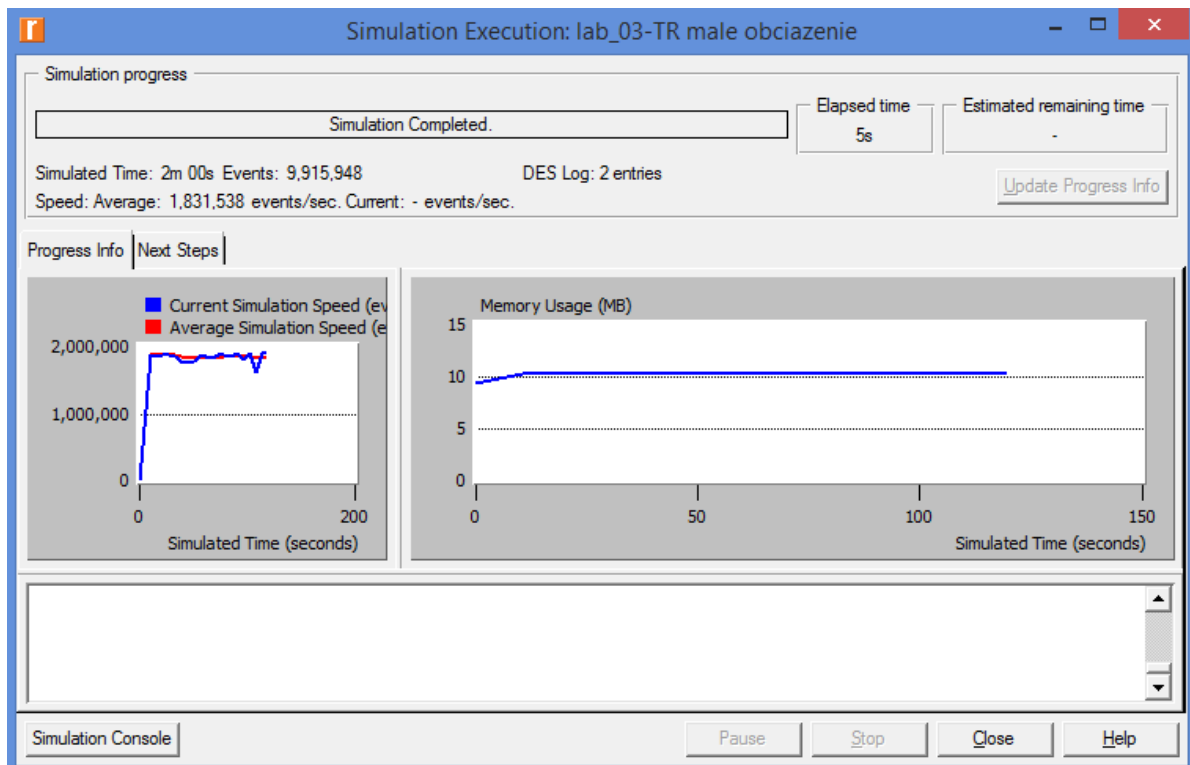 Simulation Execution: lab_03-TR male obciazenie
Simulation progress
Simulation Completed.
Elapsed time
5s
Estimated remaining time
-
Simulated Time: 2m 00s Events: 9,915,948
DES Log: 2 entries
Speed: Average: 1,831,538 events/sec. Current: - events/sec.
Update Progress Info
Progress Info
Next Steps
Current Simulation Speed (ev
Average Simulation Speed (e
2,000,000
1,000,000
0
0
200
Simulated Time (seconds)
Memory Usage (MB)
15
10
5
0
0
50
100
150
Simulated Time (seconds)
Simulation Console
Pause
Stop
Close
Help